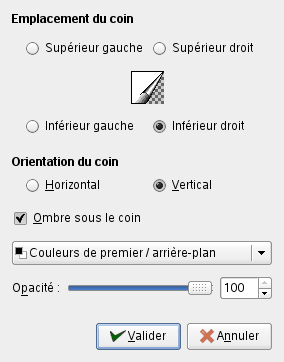 Emplacement du coin
Supérieur gauche Supérieur droit
Inférieur gauche Inférieur droit
Orientation du coin
Horizontal Vertical
Ombre sous le coin
Couleurs de premier / arrière-plan
Opacité : 100
Valider Annuler